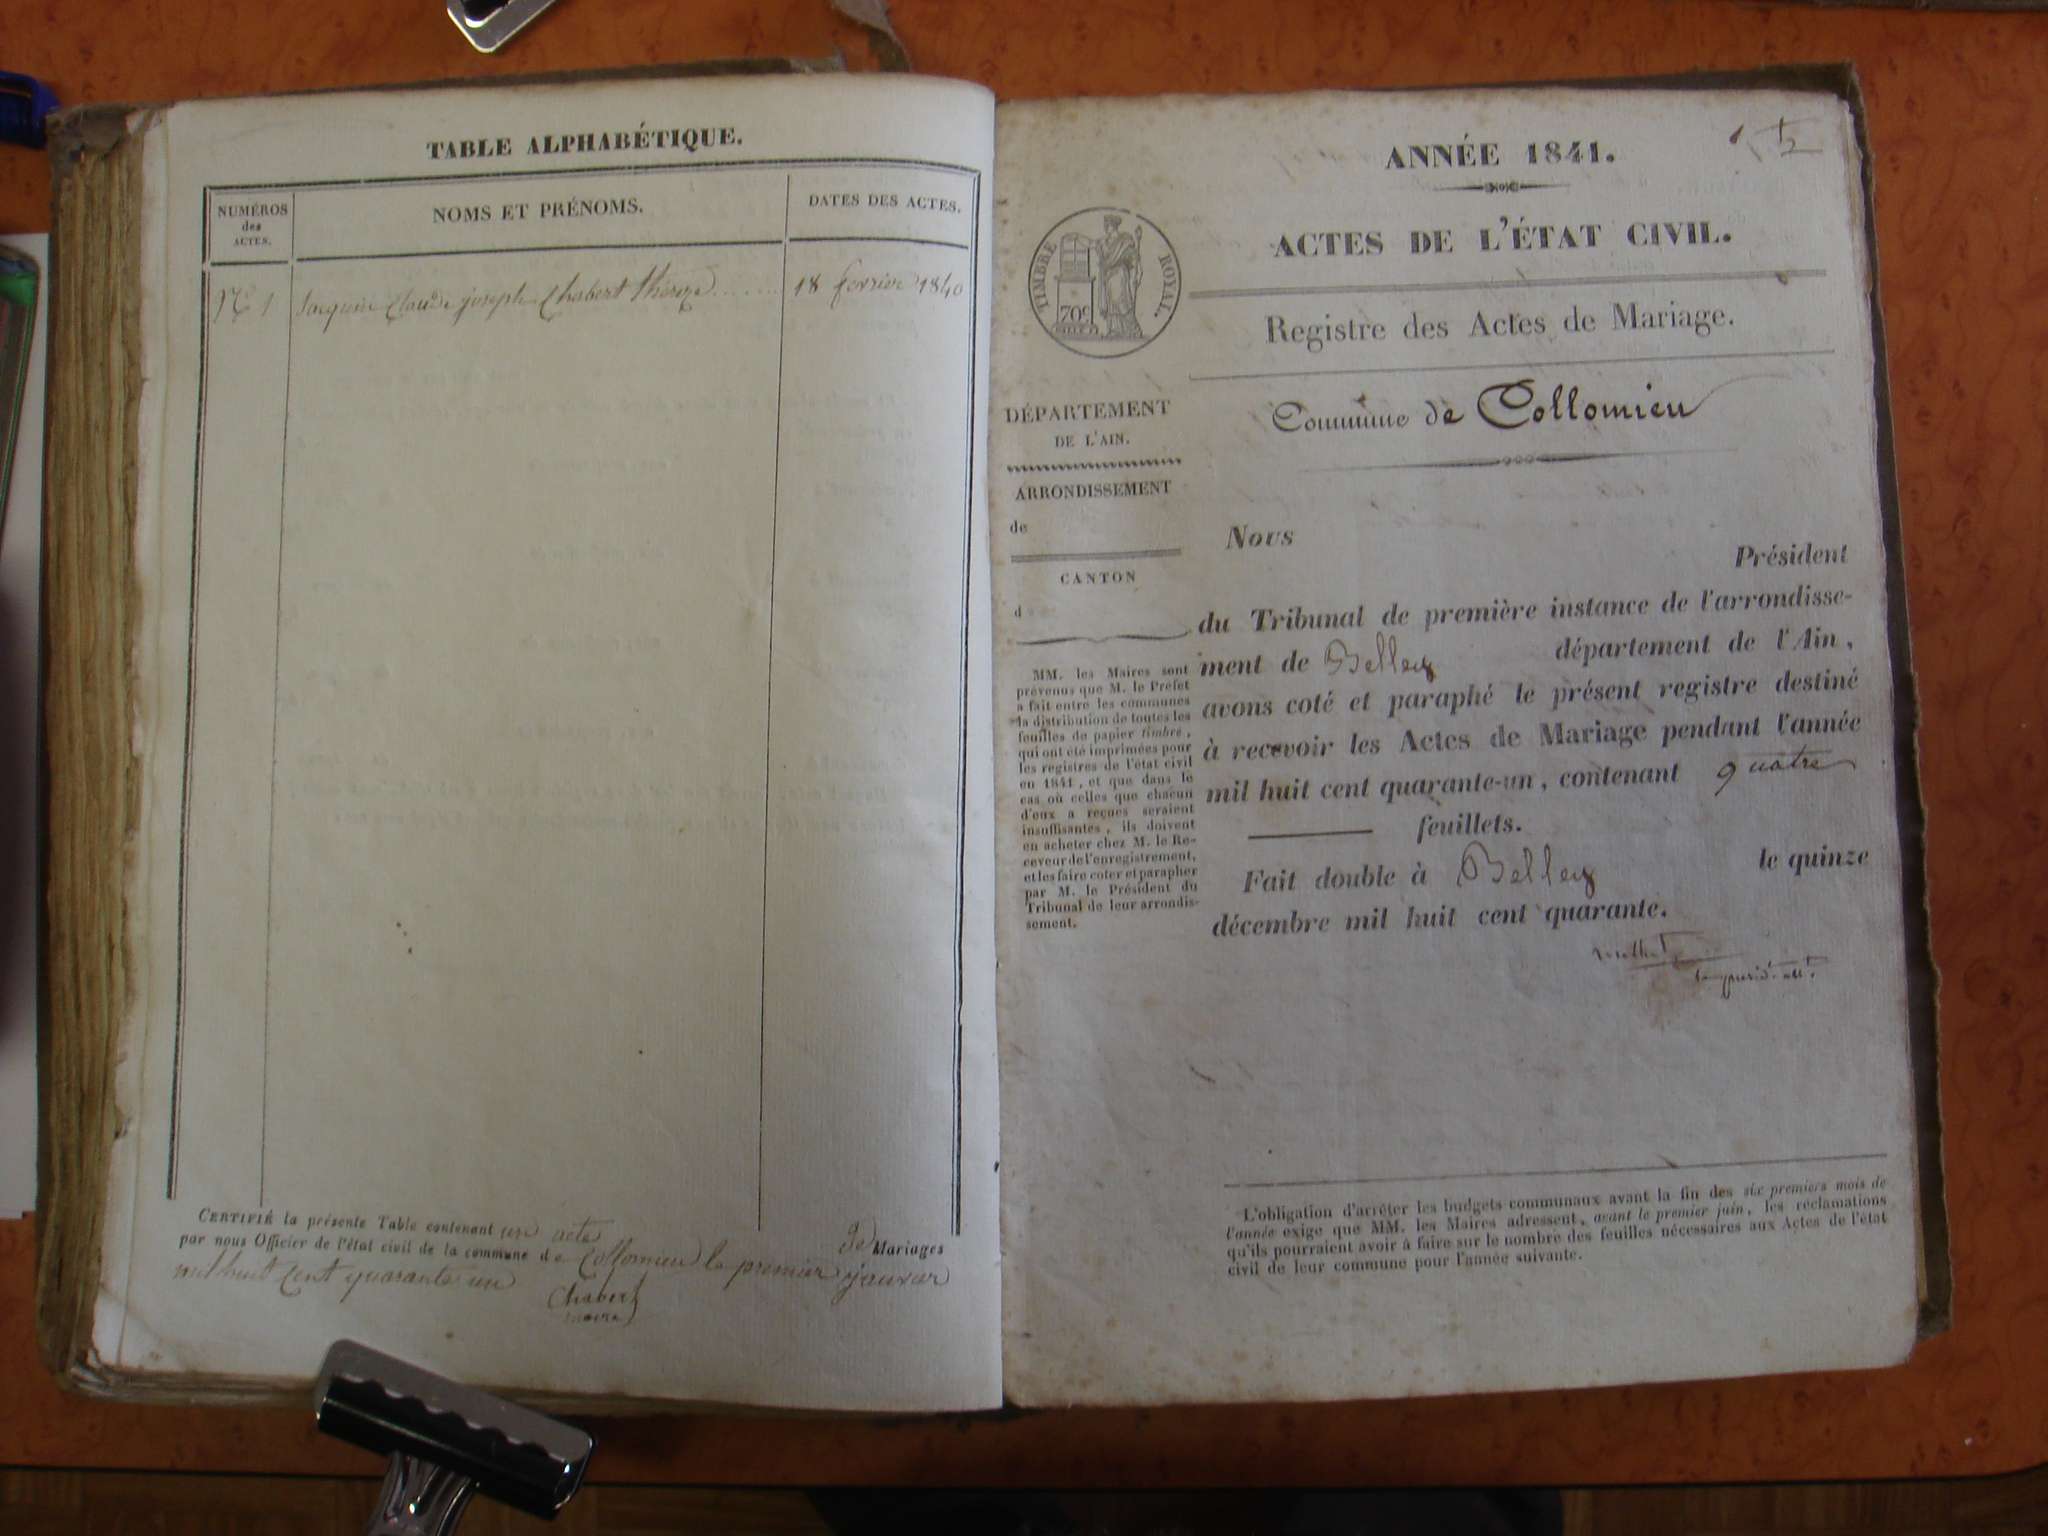 TABLE ALPHABÉTIQUE.
NUMÉROS
des
ACTES.
NOMS ET PRÉNOMS.
DATES DES ACTES.
N° 1 Jacquin Claude joseph Chabert thérèze 18 fevrier 1840
CERTIFIÉ la présente Table contenant un acte de Mariages
par nous Officier de l'état civil de la commune de Collomieu le premier janvier
mil huit cent quarante un
Chabert
maire
ANNÉE 1841.
ACTES DE L'ÉTAT CIVIL.
Registre des Actes de Mariage.
Commune de Collomieu
TIMBRE ROYAL.
70c
DÉPARTEMENT
DE L'AIN.
ARRONDISSEMENT
de
CANTON
d
MM. les Maires sont
prévenus que M. le Préfet
a fait entre les communes
la distribution de toutes les
feuilles de papier timbré,
qui ont été imprimées pour
les registres de l'état civil
en 1841, et que dans le
cas où celles que chacun
d'eux a reçues seraient
insuffisantes, ils doivent
en acheter chez M. le Re-
ceveur de l'enregistrement,
et les faire coter et parapher
par M. le Président du
Tribunal de leur arrondis-
sement.
Nous
Président
du Tribunal de première instance de l'arrondisse-
ment de Belley département de l'Ain,
avons coté et paraphé le présent registre destiné
à recevoir les Actes de Mariage pendant l'année
mil huit cent quarante-un, contenant quatre
feuillets.
Fait double à Belley le quinze
décembre mil huit cent quarante.
L'obligation d'arrêter les budgets communaux avant la fin des six premiers mois de
l'année exige que MM. les Maires adressent, avant le premier juin, les réclamations
qu'ils pourraient avoir à faire sur le nombre des feuilles nécessaires aux Actes de l'état
civil de leur commune pour l'année suivante.